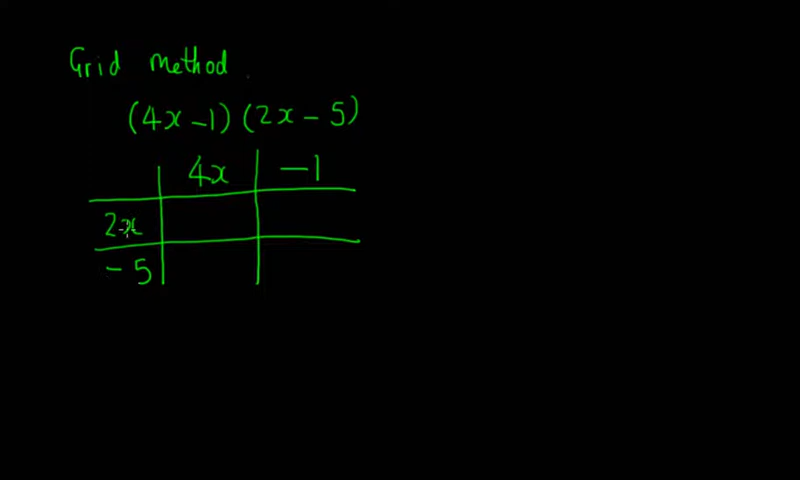 Grid method.
(4x -1) (2x - 5)
4x -1
2x
- 5